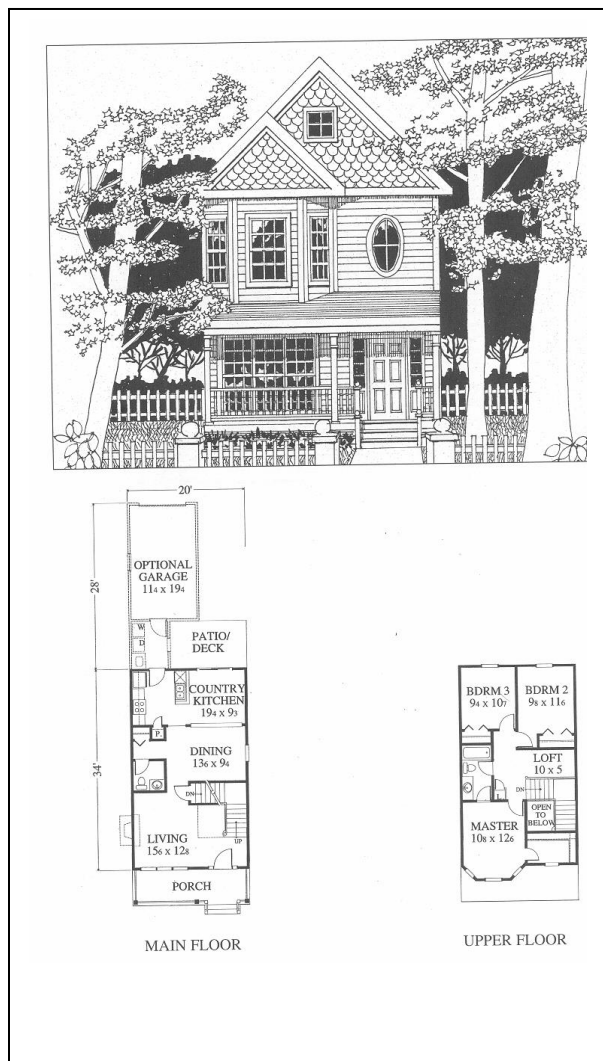 20'
28'
34'
OPTIONAL
GARAGE
11⁴ x 19⁴
W
D
PATIO/
DECK
COUNTRY
KITCHEN
19⁴ x 9³
P.
DINING
13⁶ x 9⁴
DN
LIVING
15⁶ x 12⁸
UP
PORCH
MAIN FLOOR
BDRM 3
9⁴ x 10⁷
BDRM 2
9⁸ x 11⁶
LOFT
10 x 5
DN
OPEN
TO
BELOW
MASTER
10⁸ x 12⁶
UPPER FLOOR